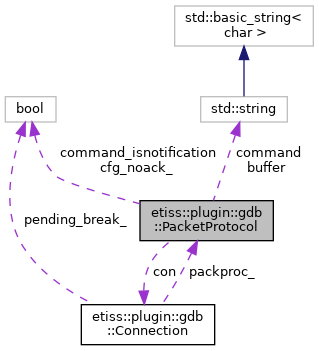 std::basic_string<
char >
bool
std::string
command_isnotification
cfg_noack_
command
buffer
etiss::plugin::gdb
::PacketProtocol
pending_break_
con
packproc_
etiss::plugin::gdb
::Connection